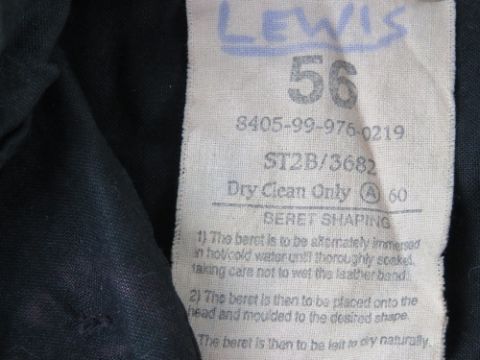 LEWIS
56
8405-99-976-0219
ST2B/3682
Dry Clean Only Ⓐ 60
BERET SHAPING
1) The beret is to be alternately immersed
in hot/cold water until thoroughly soaked,
taking care not to wet the leather band.
2) The beret is then to be placed onto the
head and moulded to the desired shape.
The beret is then to be left to dry naturally.